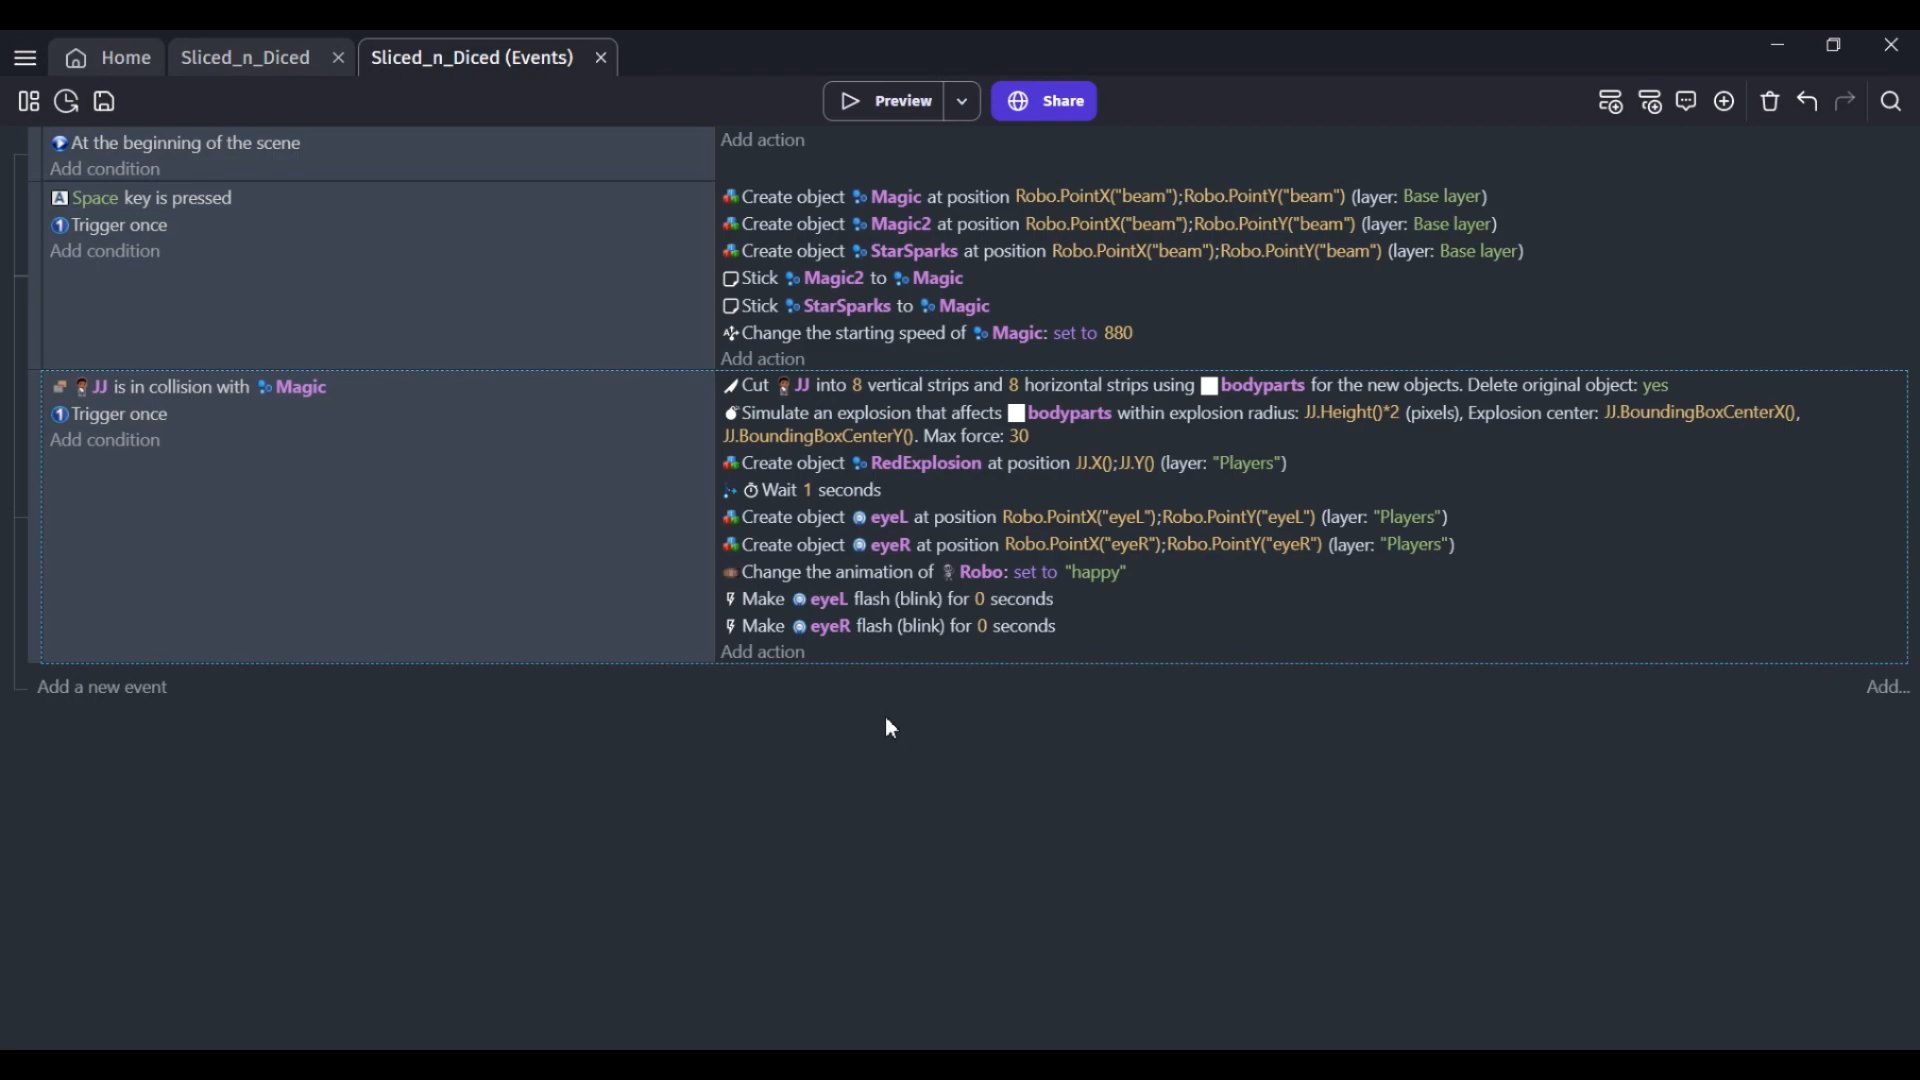 Home
Sliced_n_Diced
Sliced_n_Diced (Events)
Preview
Share
At the beginning of the scene
Add condition
Add action
Space key is pressed
Trigger once
Add condition
Create object Magic at position Robo.PointX("beam");Robo.PointY("beam") (layer: Base layer)
Create object Magic2 at position Robo.PointX("beam");Robo.PointY("beam") (layer: Base layer)
Create object StarSparks at position Robo.PointX("beam");Robo.PointY("beam") (layer: Base layer)
Stick Magic2 to Magic
Stick StarSparks to Magic
Change the starting speed of Magic: set to 880
Add action
JJ is in collision with Magic
Trigger once
Add condition
Cut JJ into 8 vertical strips and 8 horizontal strips using bodyparts for the new objects. Delete original object: yes
Simulate an explosion that affects bodyparts within explosion radius: JJ.Height()*2 (pixels), Explosion center: JJ.BoundingBoxCenterX(),
JJ.BoundingBoxCenterY(). Max force: 30
Create object RedExplosion at position JJ.X();JJ.Y() (layer: "Players")
Wait 1 seconds
Create object eyeL at position Robo.PointX("eyeL");Robo.PointY("eyeL") (layer: "Players")
Create object eyeR at position Robo.PointX("eyeR");Robo.PointY("eyeR") (layer: "Players")
Change the animation of Robo: set to "happy"
Make eyeL flash (blink) for 0 seconds
Make eyeR flash (blink) for 0 seconds
Add action
Add a new event
Add...